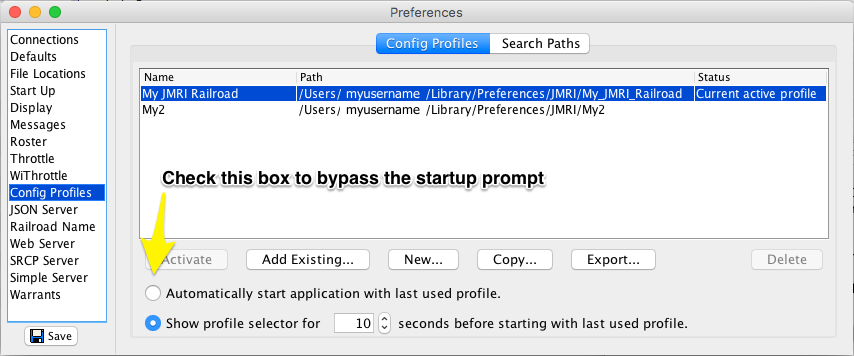 Preferences
Connections
Defaults
File Locations
Start Up
Display
Messages
Roster
Throttle
WiThrottle
Config Profiles
JSON Server
Railroad Name
Web Server
SRCP Server
Simple Server
Warrants
Save
Config Profiles Search Paths
Name Path Status
My JMRI Railroad /Users/ myusername /Library/Preferences/JMRI/My_JMRI_Railroad Current active profile
My2 /Users/ myusername /Library/Preferences/JMRI/My2
Check this box to bypass the startup prompt
Activate Add Existing... New... Copy... Export... Delete
Automatically start application with last used profile.
Show profile selector for 10 seconds before starting with last used profile.